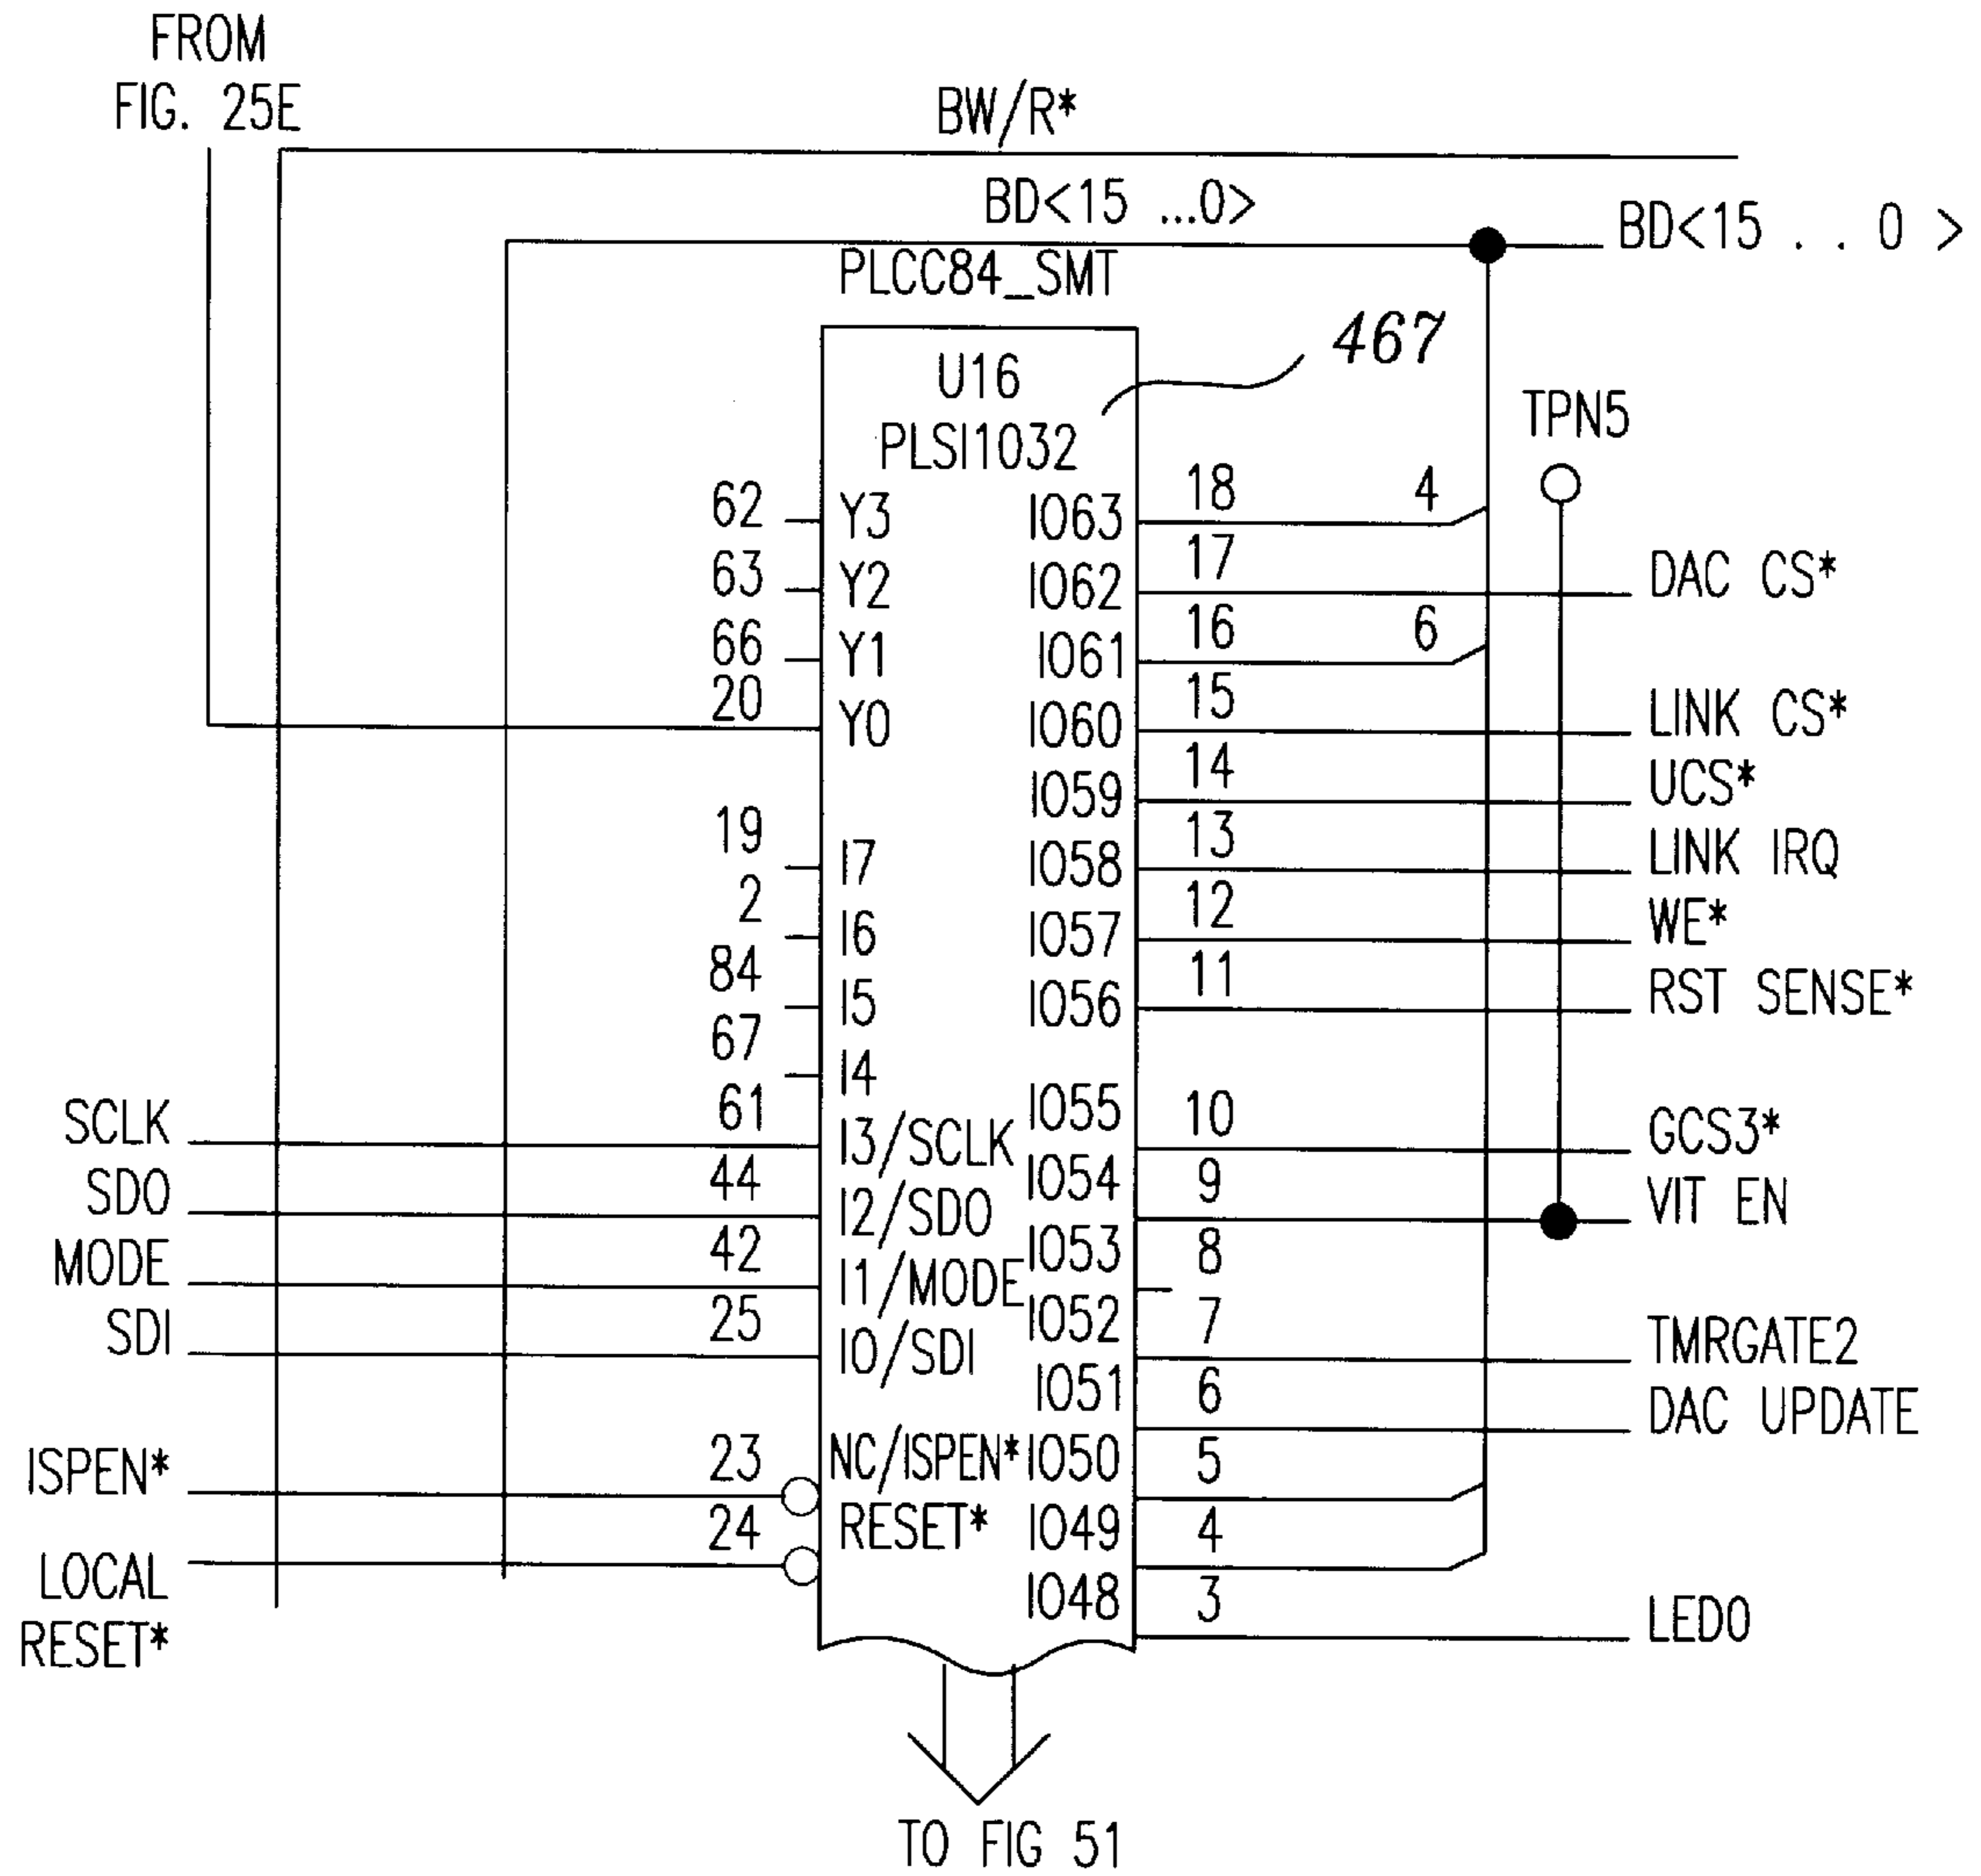 FROM
FIG. 25E
BW/R*
BD<15 ...0>
BD<15 . . 0 >
PLCC84_SMT
467
U16
PLSI1032
TPN5
62 Y3 IO63 18 4
63 Y2 IO62 17 DAC CS*
66 Y1 IO61 16 6
20 Y0 IO60 15 LINK CS*
IO59 14 UCS*
19 I7 IO58 13 LINK IRQ
2 I6 IO57 12 WE*
84 I5 IO56 11 RST SENSE*
67 I4
IO55 10 GCS3*
SCLK 61 I3/SCLK
IO54 9 VIT EN
SDO 44 I2/SDO
IO53 8
MODE 42 I1/MODE
IO52 7 TMRGATE2
SDI 25 I0/SDI
IO51 6 DAC UPDATE
ISPEN* 23 NC/ISPEN* IO50 5
24 RESET* IO49 4
LOCAL
RESET*
IO48 3 LED0
TO FIG 51